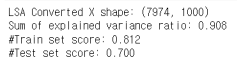 LSA Converted X shape: (7974, 1000)
Sum of explained variance ratio: 0.908
#Train set score: 0.812
#Test set score: 0.700